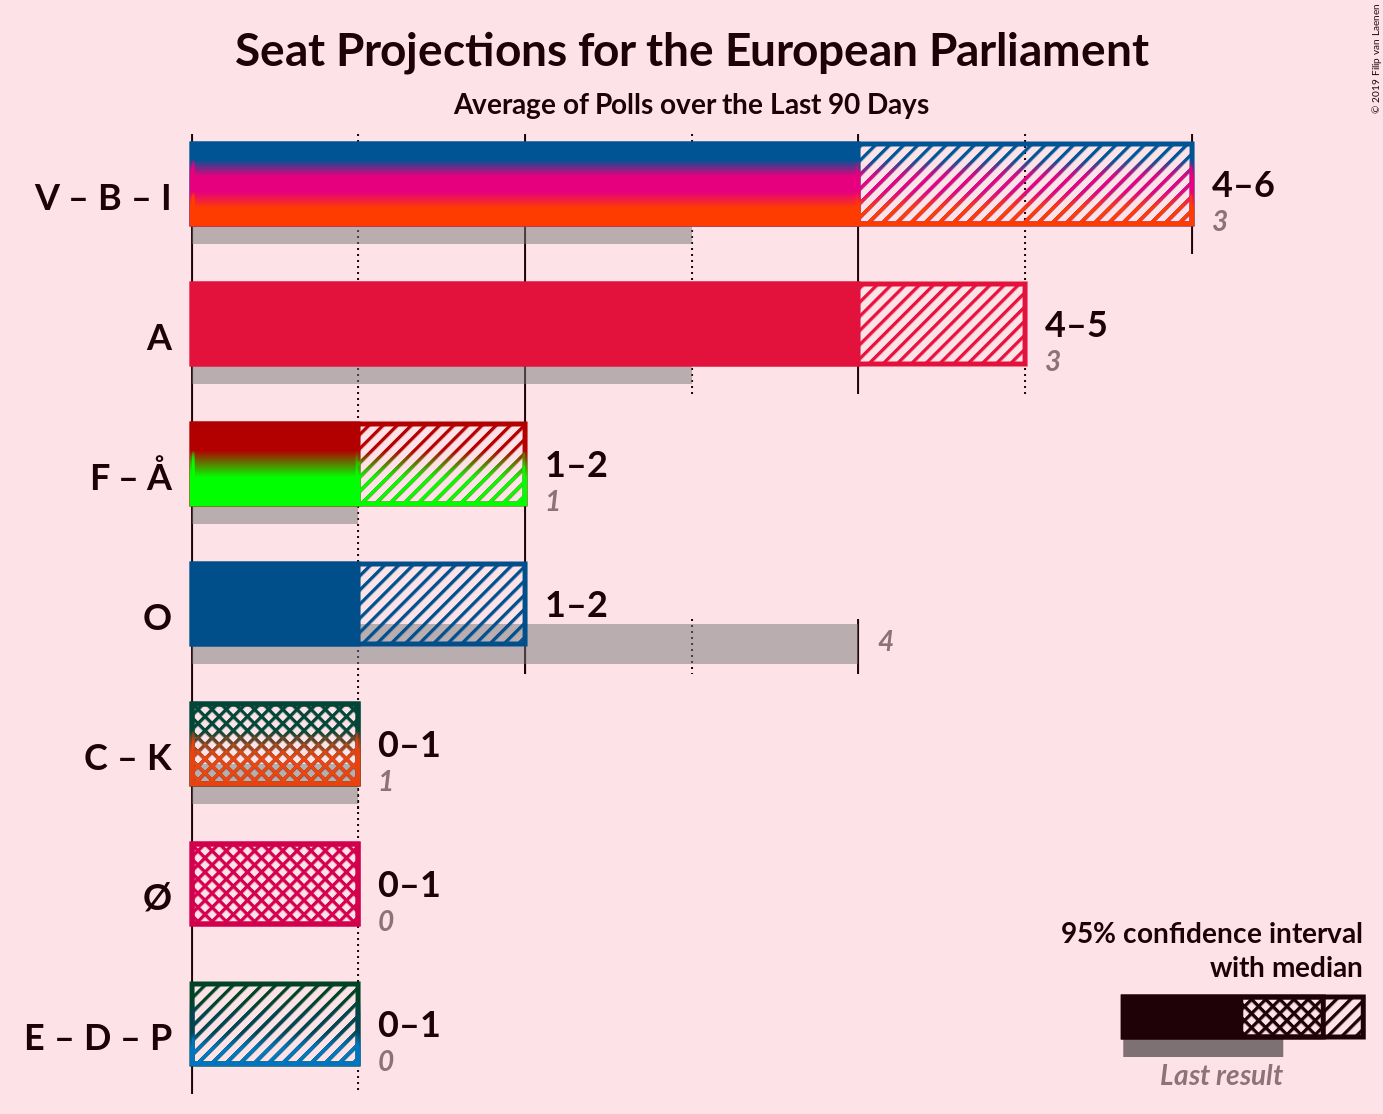 Seat Projections for the European Parliament
Average of Polls over the Last 90 Days
© 2019 Filip van Laenen
V – B – I
4–6
3
A
4–5
3
F – Å
1–2
1
O
1–2
4
C – K
0–1
1
Ø
0–1
0
E – D – P
0–1
0
95% confidence interval
with median
Last result